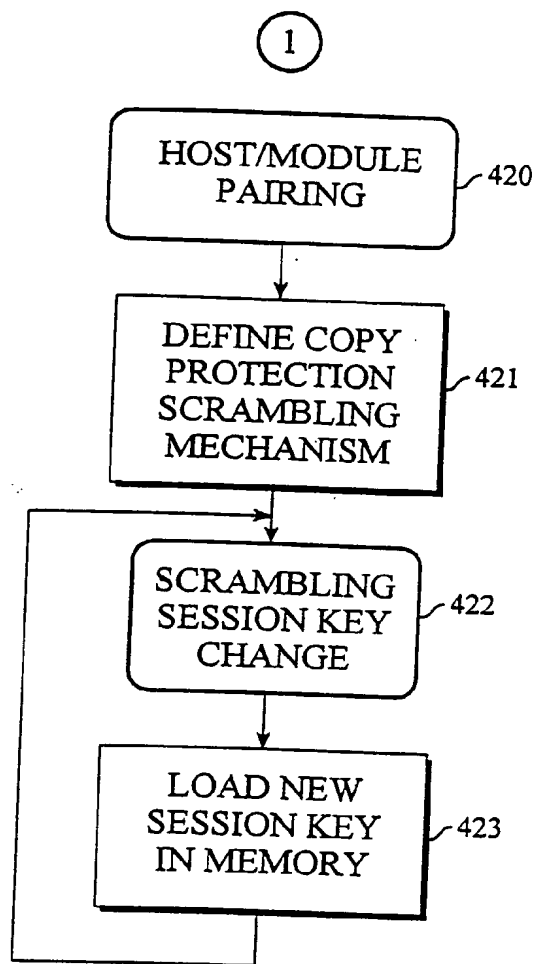 1
HOST/MODULE
PAIRING
420
DEFINE COPY
PROTECTION
SCRAMBLING
MECHANISM
421
SCRAMBLING
SESSION KEY
CHANGE
422
LOAD NEW
SESSION KEY
IN MEMORY
423